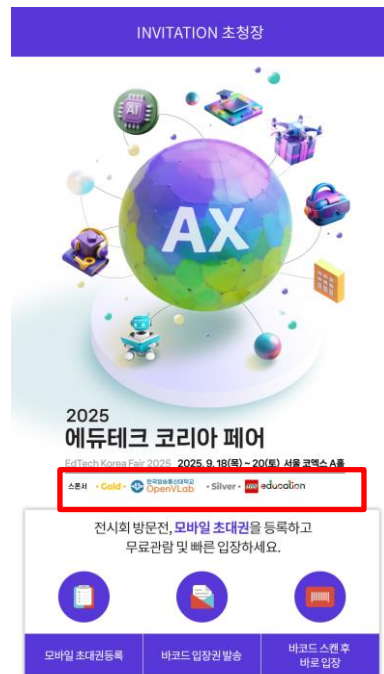 INVITATION 초청장
AI
AX
2025
에듀테크 코리아 페어
EdTech Korea Fair 2025 2025. 9. 18(목) ~ 20(토) 서울 코엑스 A홀
스폰서 • Gold • 한국방송통신대학교 OpenVLab • Silver • education
전시회 방문전, 모바일 초대권을 등록하고
무료관람 및 빠른 입장하세요.
모바일 초대권등록
바코드 입장권 발송
바코드 스캔 후
바로 입장